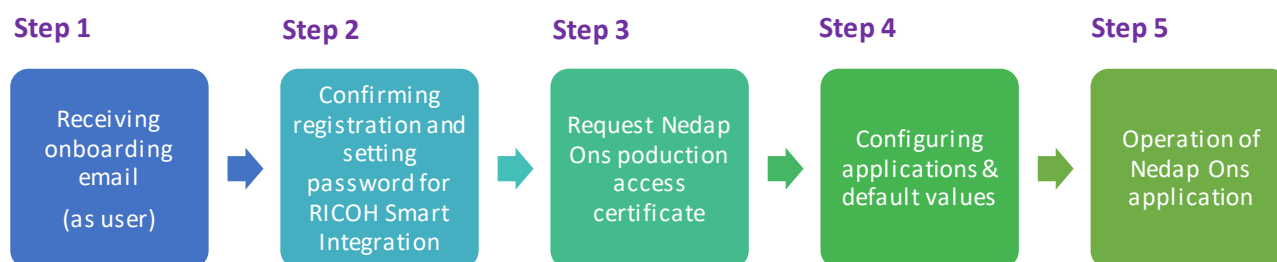 Step 1
Step 2
Step 3
Step 4
Step 5
Receiving
onboarding
email
(as user)
Confirming
registration and
setting
password for
RICOH Smart
Integration
Request Nedap
Ons poduction
access
certificate
Configuring
applications &
default values
Operation of
Nedap Ons
application